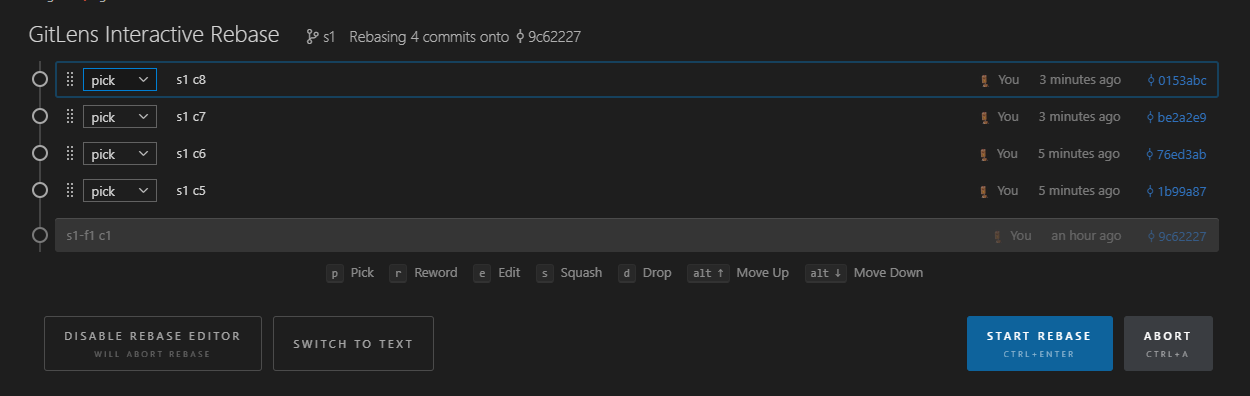 GitLens Interactive Rebase s1 Rebasing 4 commits onto 9c62227
pick s1 c8 You 3 minutes ago 0153abc
pick s1 c7 You 3 minutes ago be2a2e9
pick s1 c6 You 5 minutes ago 76ed3ab
pick s1 c5 You 5 minutes ago 1b99a87
s1-f1 c1 You an hour ago 9c62227
p Pick r Reword e Edit s Squash d Drop alt ↑ Move Up alt ↓ Move Down
DISABLE REBASE EDITOR
WILL ABORT REBASE
SWITCH TO TEXT
START REBASE
CTRL+ENTER
ABORT
CTRL+A